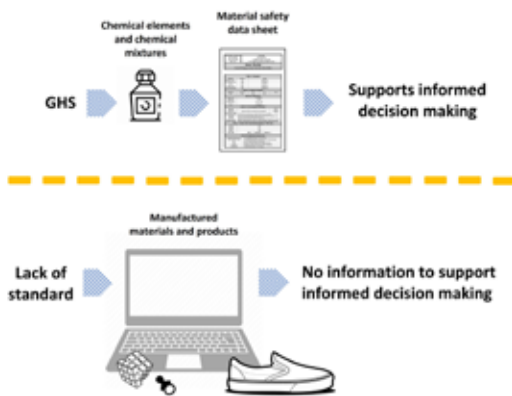 Chemical elements
and chemical
mixtures
Material safety
data sheet
GHS
Supports informed
decision making
Manufactured
materials and products
Lack of
standard
No information to support
informed decision making